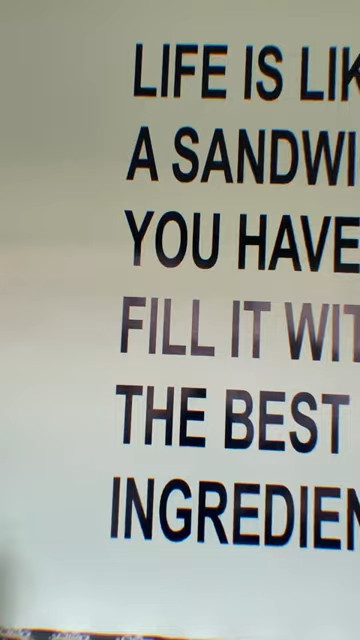 LIFE IS LIK
A SANDWI
YOU HAVE
FILL IT WIT
THE BEST
INGREDIEN